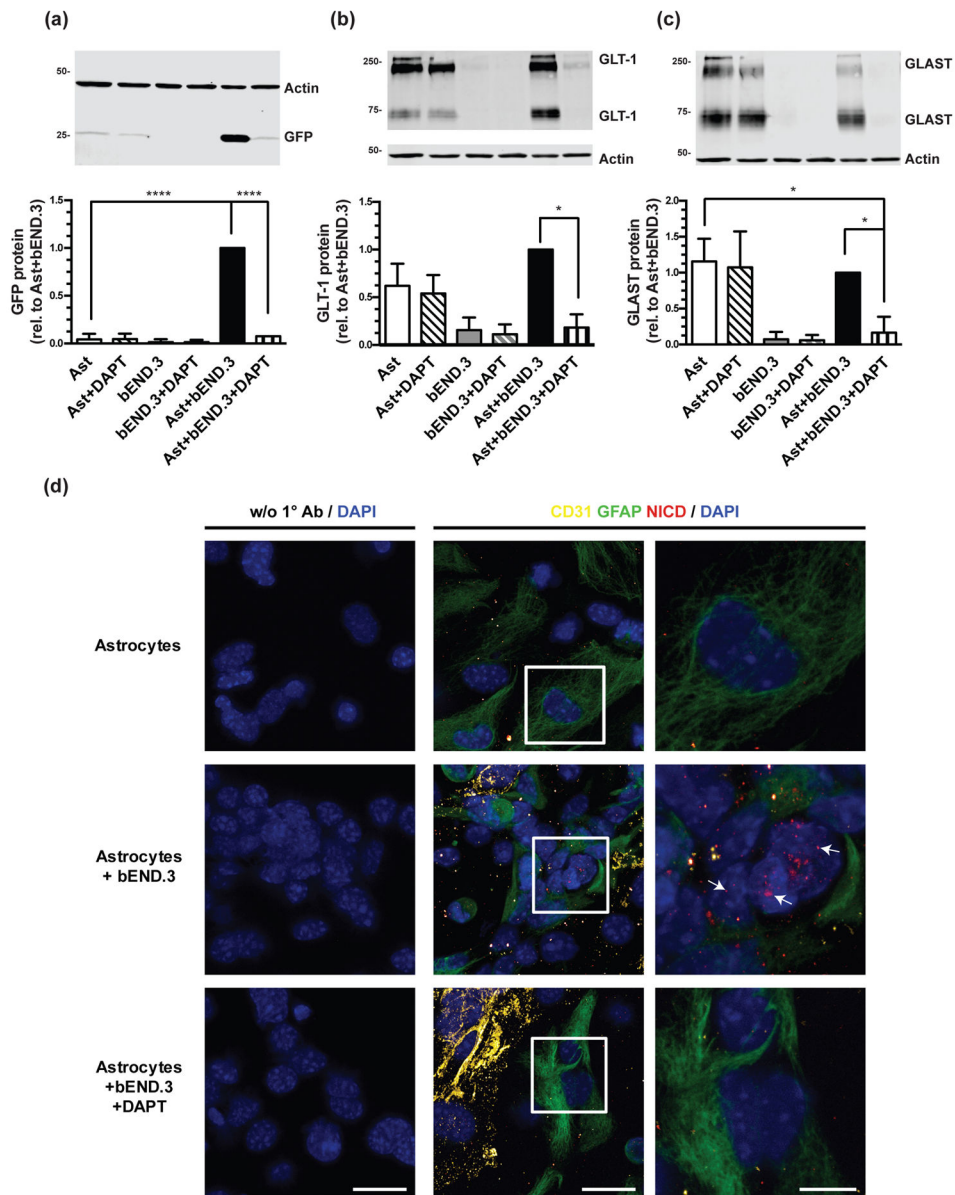 (a)
50-
Actin
25-
GFP
GFP protein
(rel. to Ast+bEND.3)
1.5
1.0
0.5
0.0
****
****
Ast
Ast+DAPT
bEND.3
bEND.3+DAPT
Ast+bEND.3
Ast+bEND.3+DAPT
(b)
250-
GLT-1
75-
GLT-1
50-
Actin
GLT-1 protein
(rel. to Ast+bEND.3)
1.5
1.0
0.5
0.0
*
Ast
Ast+DAPT
bEND.3
bEND.3+DAPT
Ast+bEND.3
Ast+bEND.3+DAPT
(c)
250-
GLAST
75-
GLAST
50-
Actin
GLAST protein
(rel. to Ast+bEND.3)
2.0
1.5
1.0
0.5
0.0
*
*
Ast
Ast+DAPT
bEND.3
bEND.3+DAPT
Ast+bEND.3
Ast+bEND.3+DAPT
(d)
w/o 1° Ab / DAPI
CD31 GFAP NICD / DAPI
Astrocytes
Astrocytes
+ bEND.3
Astrocytes
+bEND.3
+DAPT